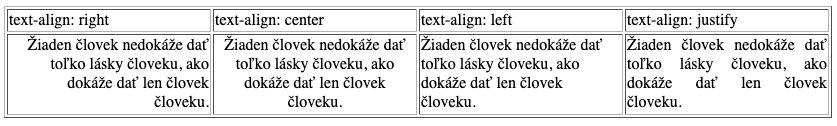 text-align: right
text-align: center
text-align: left
text-align: justify
Žiaden človek nedokáže dať
toľko lásky človeku, ako
dokáže dať len človek
človeku.
Žiaden človek nedokáže dať
toľko lásky človeku, ako
dokáže dať len človek
človeku.
Žiaden človek nedokáže dať
toľko lásky človeku, ako
dokáže dať len človek
človeku.
Žiaden človek nedokáže dať
toľko lásky človeku, ako
dokáže dať len človek
človeku.